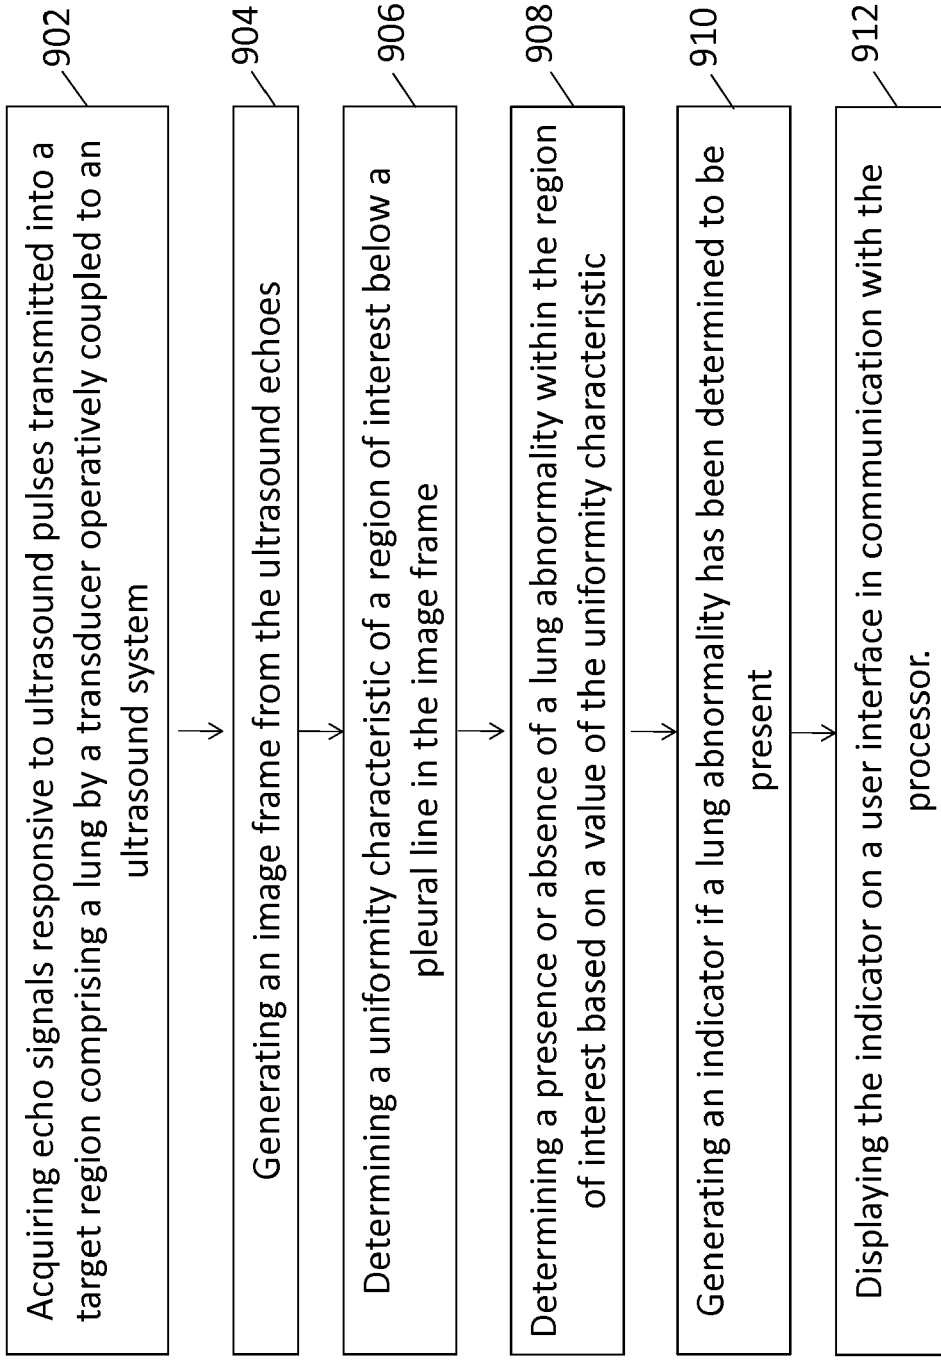 Acquiring echo signals responsive to ultrasound pulses transmitted into a
target region comprising a lung by a transducer operatively coupled to an
ultrasound system
902
Generating an image frame from the ultrasound echoes
904
Determining a uniformity characteristic of a region of interest below a
pleural line in the image frame
906
Determining a presence or absence of a lung abnormality within the region
of interest based on a value of the uniformity characteristic
908
Generating an indicator if a lung abnormality has been determined to be
present
910
Displaying the indicator on a user interface in communication with the
processor.
912